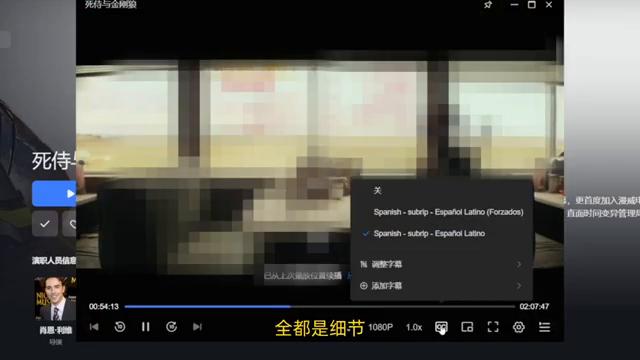 死侍与金刚狼
死侍与
演职人员信息
肖恩·利维
导演
，更首度加入漫威电
直面时间变异管理局
关
Spanish - subrip - Español Latino (Forzados)
Spanish - subrip - Español Latino
调整字幕
添加字幕
已从上次播放位置续播
00:54:13
02:07:47
全都是细节
1080P
1.0x